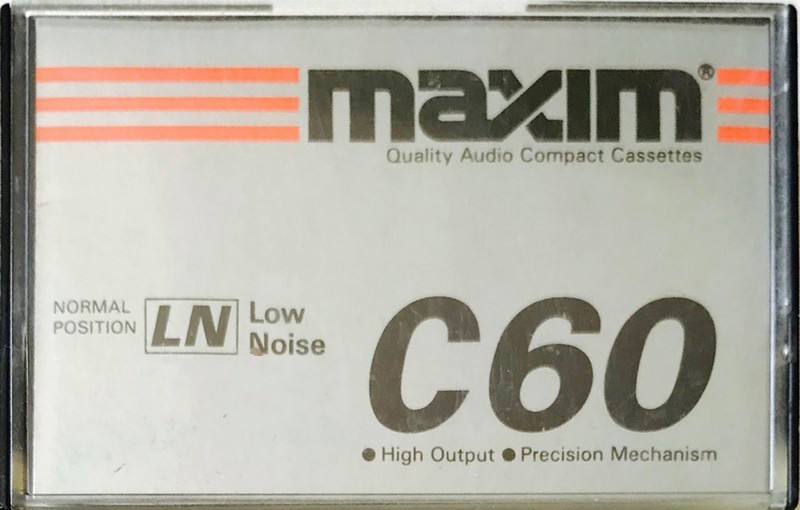 maxim®
Quality Audio Compact Cassettes
NORMAL
POSITION
LN
Low
Noise
C60
● High Output ● Precision Mechanism